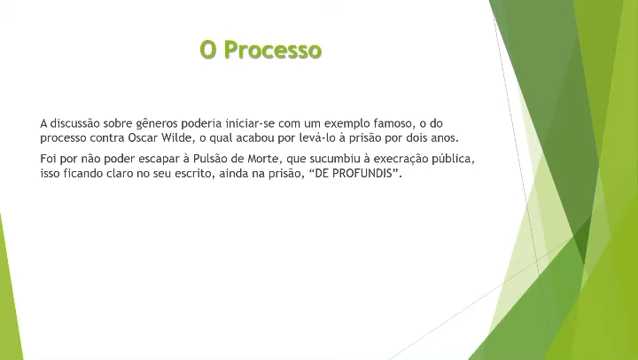 O Processo
A discussão sobre gêneros poderia iniciar-se com um exemplo famoso, o do
processo contra Oscar Wilde, o qual acabou por levá-lo à prisão por dois anos.
Foi por não poder escapar à Pulsão de Morte, que sucumbiu à execração pública,
isso ficando claro no seu escrito, ainda na prisão, “DE PROFUNDIS”.